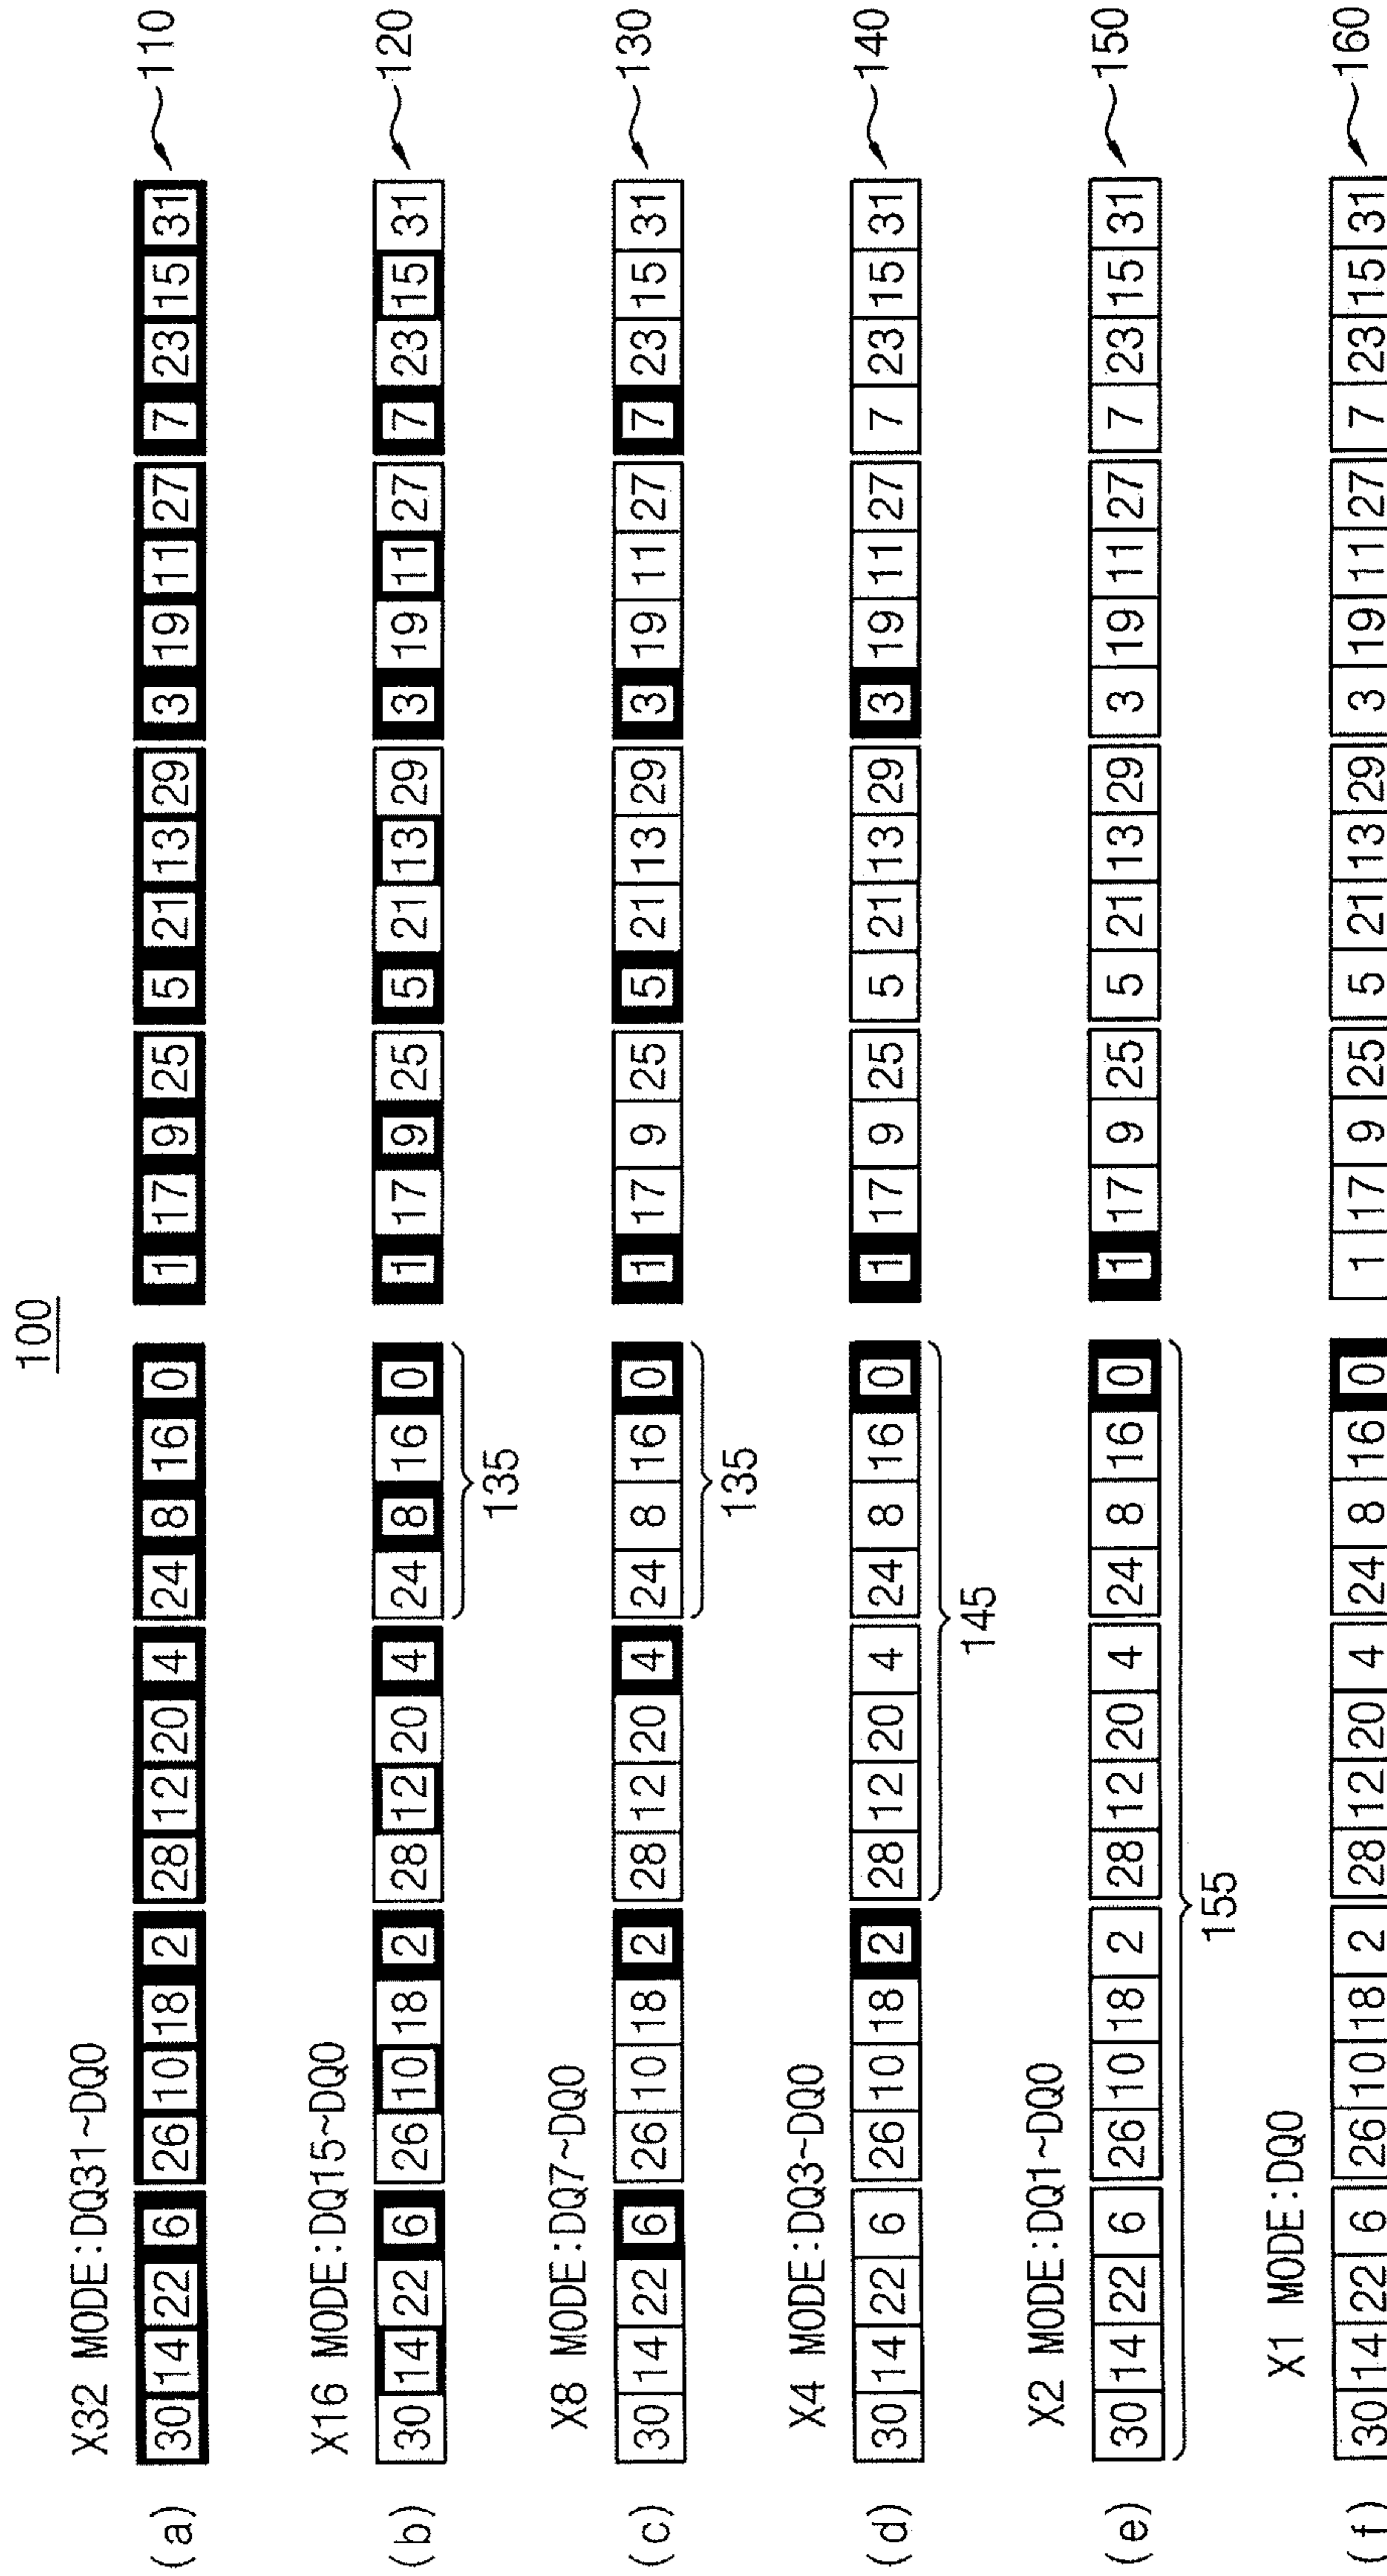 100
X32 MODE:DQ31~DQ0
(a) 30 14 22 6 26 10 18 2 28 12 20 4 24 8 16 0 1 17 9 25 5 21 13 29 3 19 11 27 7 23 15 31 110
X16 MODE:DQ15~DQ0
(b) 30 14 22 6 26 10 18 2 28 12 20 4 24 8 16 0 1 17 9 25 5 21 13 29 3 19 11 27 7 23 15 31 120
135
X8 MODE:DQ7~DQ0
(c) 30 14 22 6 26 10 18 2 28 12 20 4 24 8 16 0 1 17 9 25 5 21 13 29 3 19 11 27 7 23 15 31 130
135
X4 MODE:DQ3~DQ0
(d) 30 14 22 6 26 10 18 2 28 12 20 4 24 8 16 0 1 17 9 25 5 21 13 29 3 19 11 27 7 23 15 31 140
145
X2 MODE:DQ1~DQ0
(e) 30 14 22 6 26 10 18 2 28 12 20 4 24 8 16 0 1 17 9 25 5 21 13 29 3 19 11 27 7 23 15 31 150
155
X1 MODE:DQ0
(f) 30 14 22 6 26 10 18 2 28 12 20 4 24 8 16 0 1 17 9 25 5 21 13 29 3 19 11 27 7 23 15 31 160